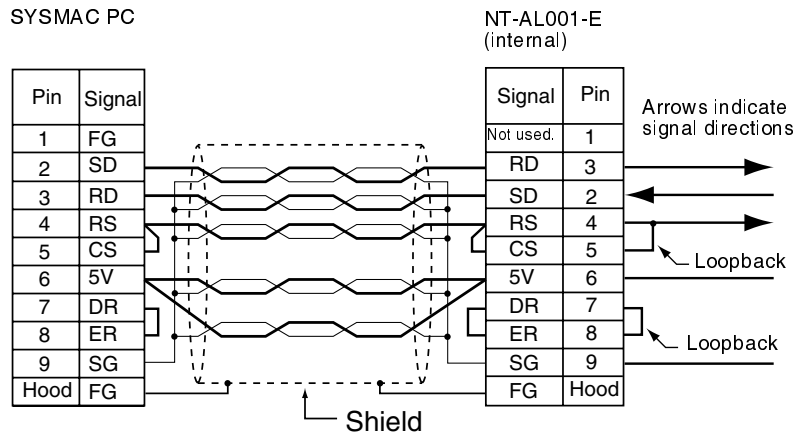 SYSMAC PC
NT-AL001-E
(internal)
Pin Signal
1 FG
2 SD
3 RD
4 RS
5 CS
6 5V
7 DR
8 ER
9 SG
Hood FG
Signal Pin
Not used. 1
RD 3
SD 2
RS 4
CS 5
5V 6
DR 7
ER 8
SG 9
FG Hood
Arrows indicate
signal directions
Loopback
Loopback
Shield